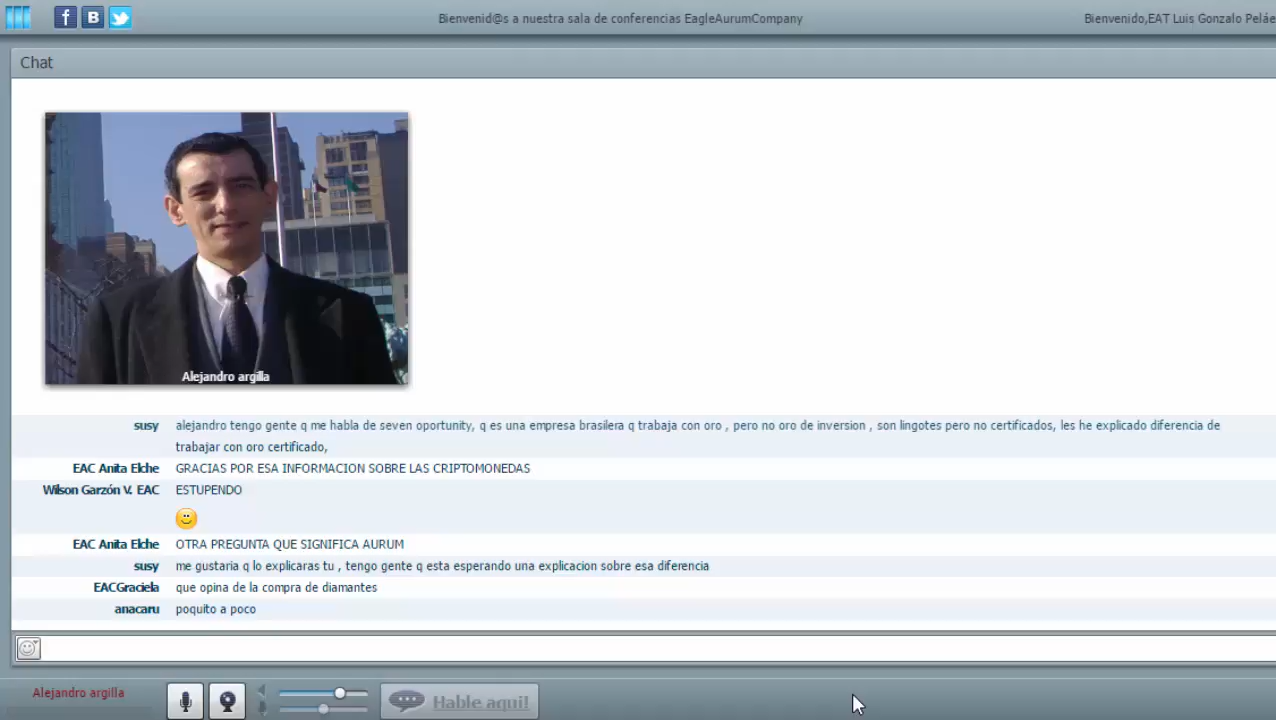 f B
Bienvenid@s a nuestra sala de conferencias EagleAurumCompany
Bienvenido,EAT Luis Gonzalo Peláe
Chat
Alejandro argilla
susy alejandro tengo gente q me habla de seven oportunity, q es una empresa brasilera q trabaja con oro , pero no oro de inversion , son lingotes pero no certificados, les he explicado diferencia de
trabajar con oro certificado,
EAC Anita Elche GRACIAS POR ESA INFORMACION SOBRE LAS CRIPTOMONEDAS
Wilson Garzón V. EAC ESTUPENDO
EAC Anita Elche OTRA PREGUNTA QUE SIGNIFICA AURUM
susy me gustaria q lo explicaras tu , tengo gente q esta esperando una explicacion sobre esa diferencia
EACGraciela que opina de la compra de diamantes
anacaru poquito a poco
Alejandro argilla
Hable aqui!